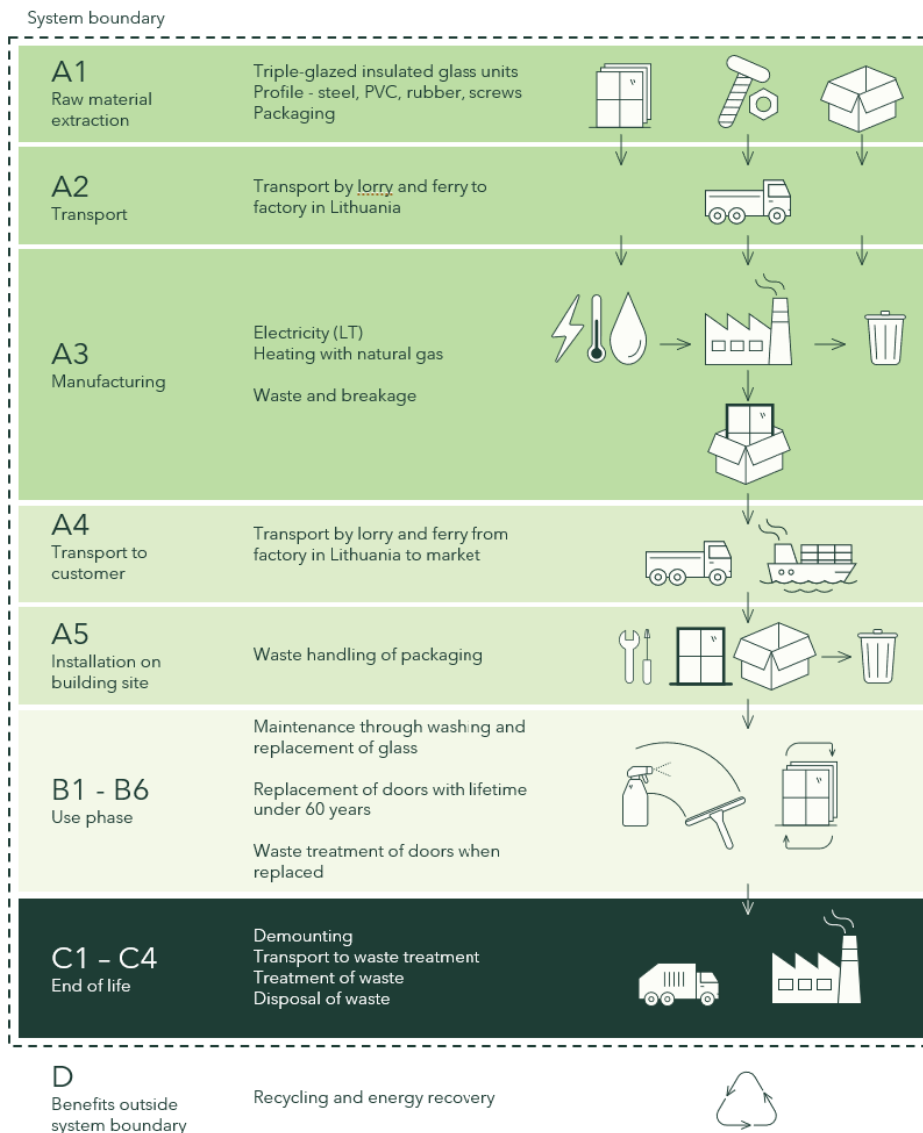 System boundary
A1
Raw material
extraction
Triple-glazed insulated glass units
Profile - steel, PVC, rubber, screws
Packaging
A2
Transport
Transport by lorry and ferry to
factory in Lithuania
A3
Manufacturing
Electricity (LT)
Heating with natural gas
Waste and breakage
A4
Transport to
customer
Transport by lorry and ferry from
factory in Lithuania to market
A5
Installation on
building site
Waste handling of packaging
B1 - B6
Use phase
Maintenance through washing and
replacement of glass
Replacement of doors with lifetime
under 60 years
Waste treatment of doors when
replaced
C1 – C4
End of life
Demounting
Transport to waste treatment
Treatment of waste
Disposal of waste
D
Benefits outside
system boundary
Recycling and energy recovery